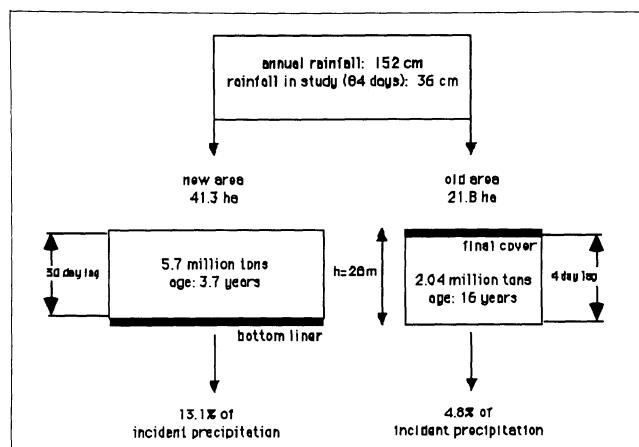 annual rainfall: 152 cm
rainfall in study (84 days): 36 cm
new area
41.3 ha
old area
21.8 ha
final cover
30 day lag
5.7 million tons
age: 3.7 years
h=28m
2.04 million tons
age: 16 years
4 day lag
bottom liner
13.1% of
incident precipitation
4.8% of
incident precipitation